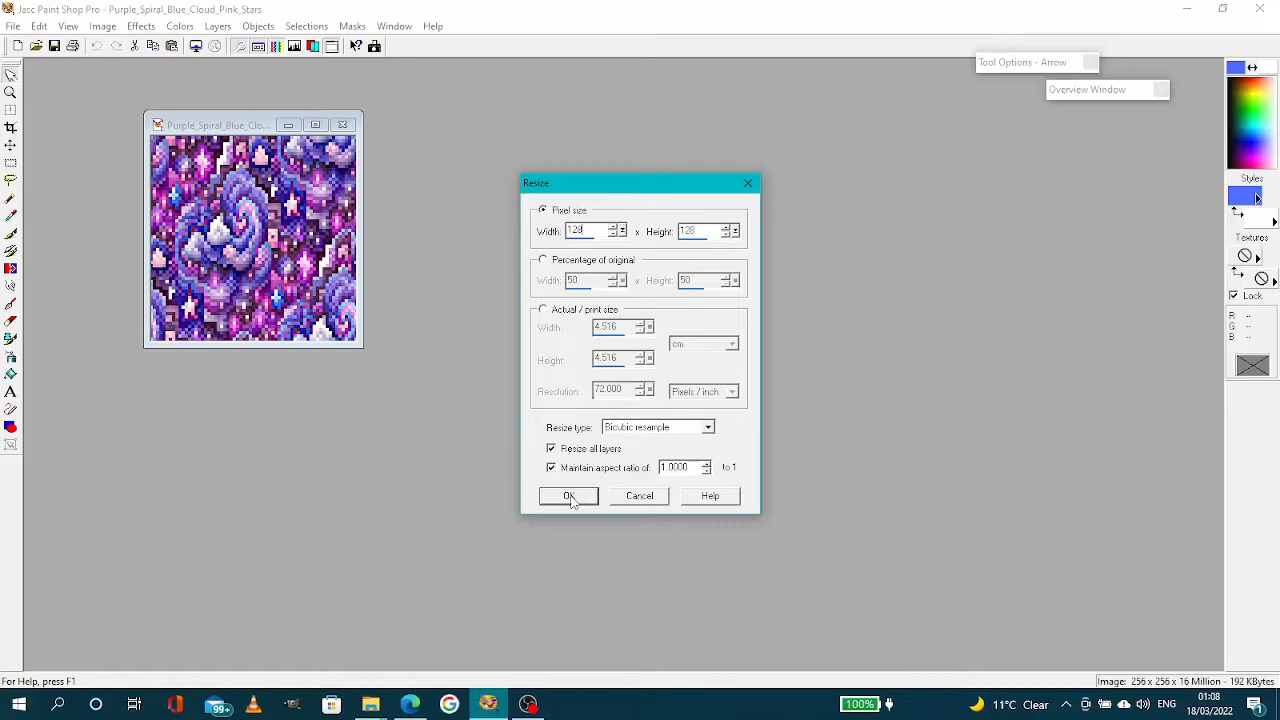 Jasc Paint Shop Pro - Purple_Spiral_Blue_Cloud_Pink_Stars
File Edit View Image Effects Colors Layers Objects Selections Masks Window Help
Tool Options - Arrow
Overview Window
Purple_Spiral_Blue_Clo...
Resize
Pixel size
Width: 128 x Height: 128
Percentage of original
Width: 50 x Height: 50
Actual / print size
Width: 4.516
cm
Height: 4.516
Resolution: 72.000 Pixels / inch
Resize type: Bicubic resample
Resize all layers
Maintain aspect ratio of: 1.0000 to 1
OK Cancel Help
Styles
Textures
Lock
R: --
G: --
B: --
For Help, press F1
Image: 256 x 256 x 16 Million - 192 KBytes
99+
100%
11°C Clear
ENG
01:08
18/03/2022
1